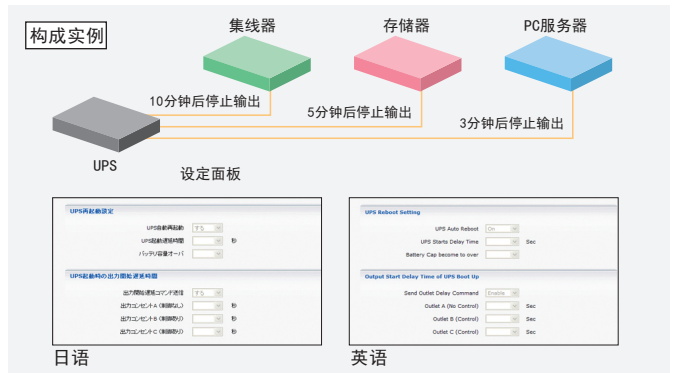 构成实例
集线器
存储器
PC服务器
10分钟后停止输出
5分钟后停止输出
3分钟后停止输出
UPS
设定面板
UPS再起動設定
UPS自動再起動 する
UPS起動遅延時間 秒
バッテリ容量オーバ
UPS起動時の出力開始遅延時間
出力開始遅延コマンド送信 する
出力コンセントA（制御なし） 秒
出力コンセントB（制御有り） 秒
出力コンセントC（制御有り） 秒
日语
UPS Reboot Setting
UPS Auto Reboot On
UPS Starts Delay Time Sec
Battery Cap become to over
Output Start Delay Time of UPS Boot Up
Send Outlet Delay Command Enable
Outlet A (No Control) Sec
Outlet B (Control) Sec
Outlet C (Control) Sec
英语